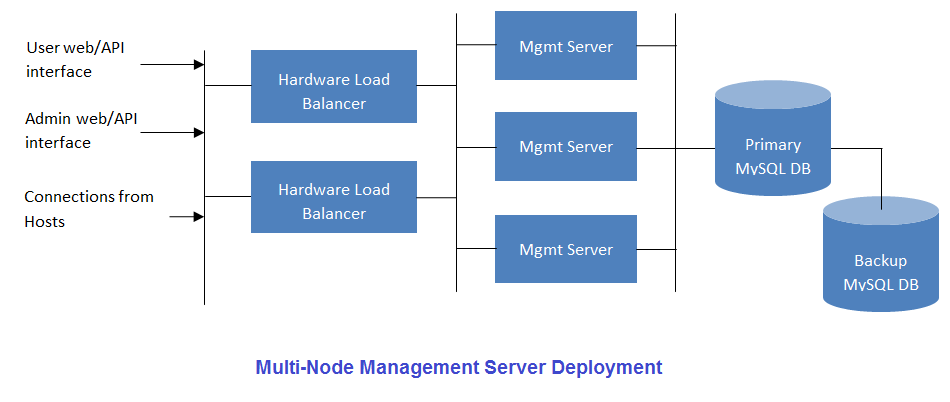 User web/API
interface
Admin web/API
interface
Connections from
Hosts
Hardware Load
Balancer
Hardware Load
Balancer
Mgmt Server
Mgmt Server
Mgmt Server
Primary
MySQL DB
Backup
MySQL DB
Multi-Node Management Server Deployment